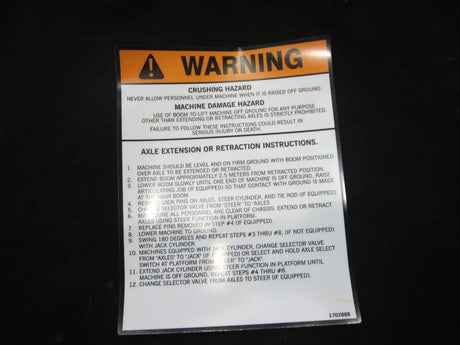 WARNING
CRUSHING HAZARD
NEVER ALLOW PERSONNEL UNDER MACHINE WHEN IT IS RAISED OFF GROUND.
MACHINE DAMAGE HAZARD
USE OF BOOM TO LIFT MACHINE OFF GROUND FOR ANY PURPOSE
OTHER THAN EXTENDING OR RETRACTING AXLES IS STRICTLY PROHIBITED.
FAILURE TO FOLLOW THESE INSTRUCTIONS COULD RESULT IN
SERIOUS INJURY OR DEATH.
AXLE EXTENSION OR RETRACTION INSTRUCTIONS.
1. MACHINE SHOULD BE LEVEL AND ON FIRM GROUND WITH BOOM POSITIONED
OVER AXLE TO BE EXTENDED OR RETRACTED.
2. EXTEND BOOM APPROXIMATELY 2.5 METERS FROM RETRACTED POSITION.
3. LOWER BOOM SLOWLY UNTIL ONE END OF MACHINE IS OFF GROUND, RAISE
ARTICULATING JOB (IF EQUIPPED) SO THAT CONTACT WITH GROUND IS MADE
AT THE MAIN BOOM.
4. REMOVE LOCK PINS ON AXLES, STEER CYLINDER, AND TIE ROD (IF EQUIPPED).
5. CHANGE SELECTOR VALVE FROM "STEER" TO "AXLES"
6. MAKE SURE ALL PERSONNEL ARE CLEAR OF CHASSIS. EXTEND OR RETRACT
AXLES USING STEER FUNCTION IN PLATFORM.
7. REPLACE PINS REMOVED IN STEP #4 (IF EQUIPPED).
8. LOWER MACHINE TO GROUND.
9. SWING 180 DEGREES AND REPEAT STEPS #3 THRU #8, (IF NOT EQUIPPED)
WITH JACK CYLINDER.
10. MACHINES EQUIPPED WITH JACK CYLINDER, CHANGE SELECTOR VALVE
FROM "AXLES" TO "JACK" (IF EQUIPPED) OR SELECT AND HOLD AXLE SELECT
SWITCH AT PLATFORM FROM "STEER" TO "JACK".
11. EXTEND JACK CYLINDER USING STEER FUNCTION IN PLATFORM UNTIL
MACHINE IS OFF GROUND, REPEAT STEPS #4 THRU #8.
12. CHANGE SELECTOR VALVE FROM AXLES TO STEER (IF EQUIPPED).
1702888